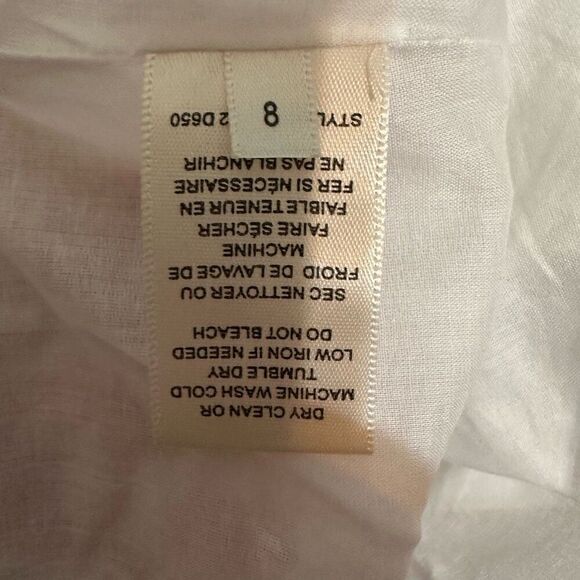 DRY CLEAN OR
MACHINE WASH COLD
TUMBLE DRY
LOW IRON IF NEEDED
DO NOT BLEACH
SEC NETTOYER OU
FROID DE LAVAGE DE
MACHINE
FAIRE SÉCHER
FAIBLE TENEUR EN
FER SI NÉCESSAIRE
NE PAS BLANCHIR
STYL 2 D650
8